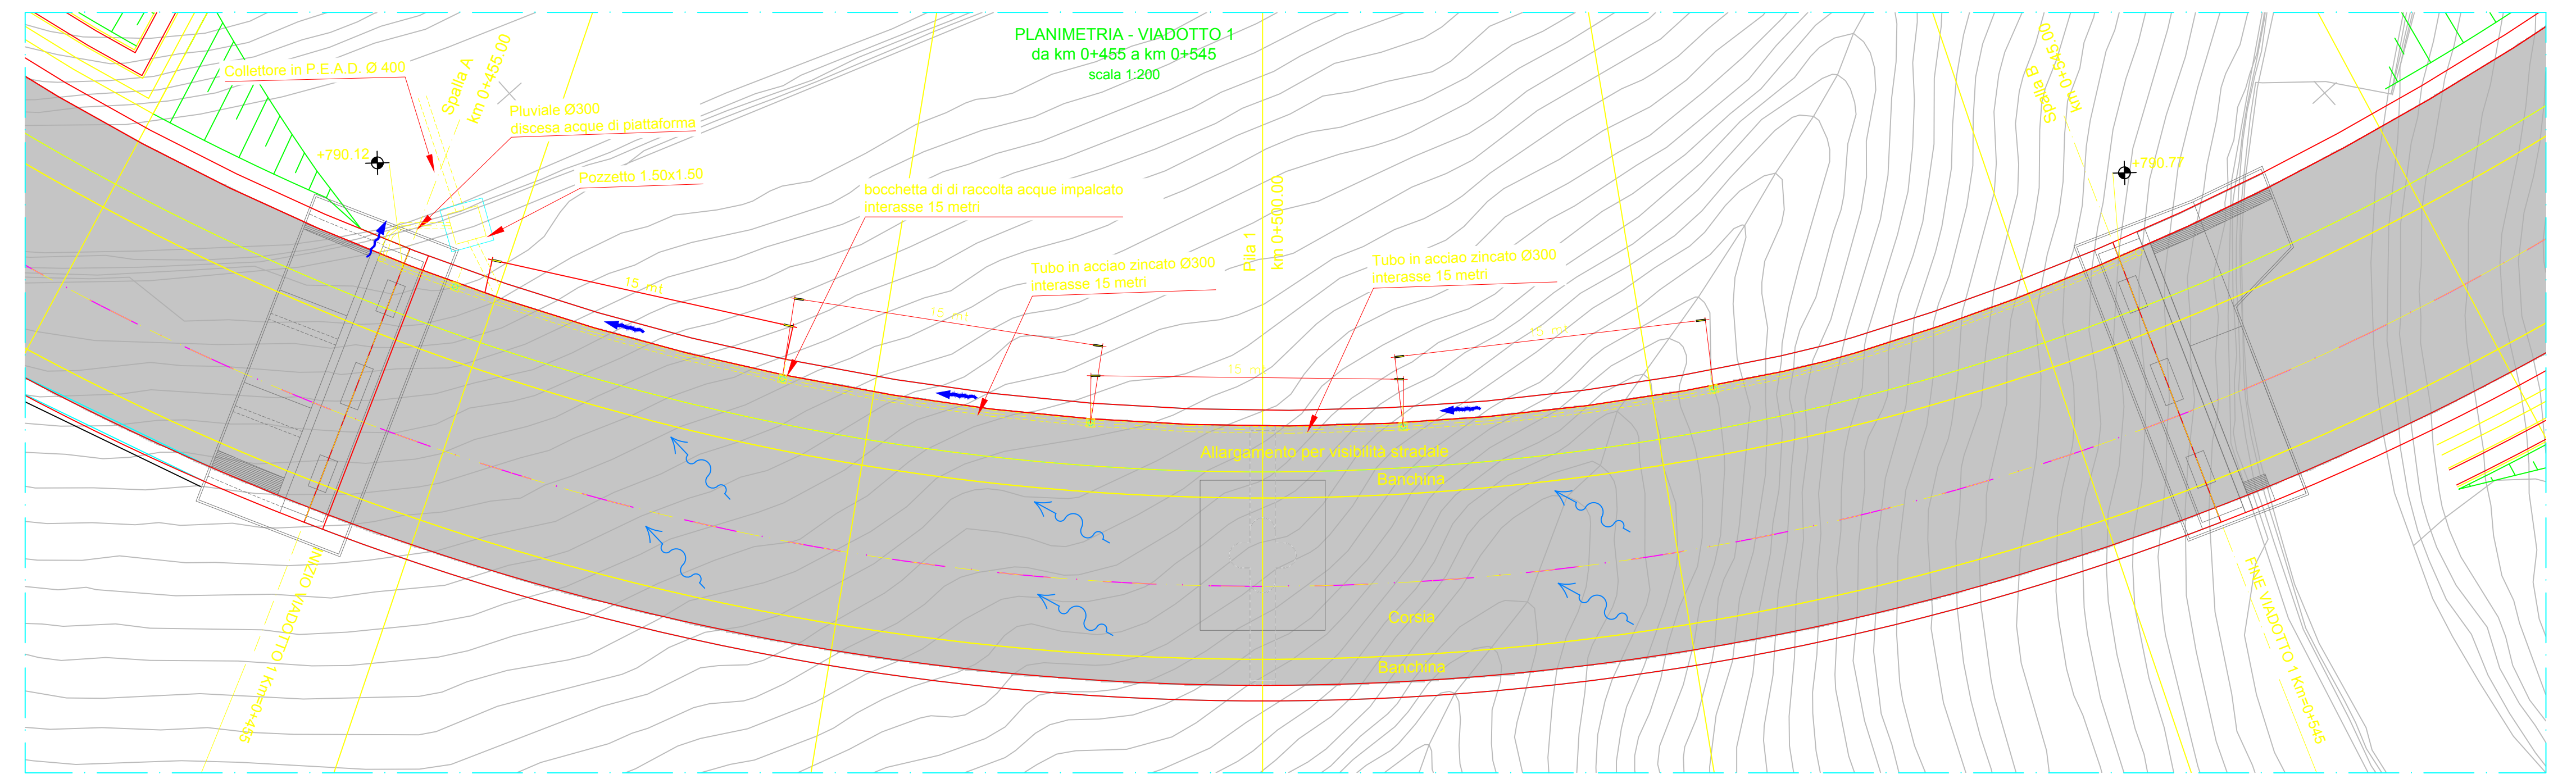 PLANIMETRIA - VIADOTTO 1
da km 0+455 a km 0+545
scala 1:200
Collettore in P.E.A.D. Ø 400
Spalla A
km 0+455.00
Pluviale Ø300
discesa acque di piattaforma
+790.12
Pozzetto 1.50x1.50
bocchetta di di raccolta acque impalcato
interasse 15 metri
Tubo in acciao zincato Ø300
interasse 15 metri
Pila 1
km 0+500.00
Tubo in acciao zincato Ø300
interasse 15 metri
Spalla B
km 0+545.00
+790.77
15 mt
15 mt
15 mt
15 mt
Allargamento per visibilità stradale
Banchina
Corsia
Banchina
INIZIO VIADOTTO 1 Km=0+455
FINE VIADOTTO 1 Km=0+545